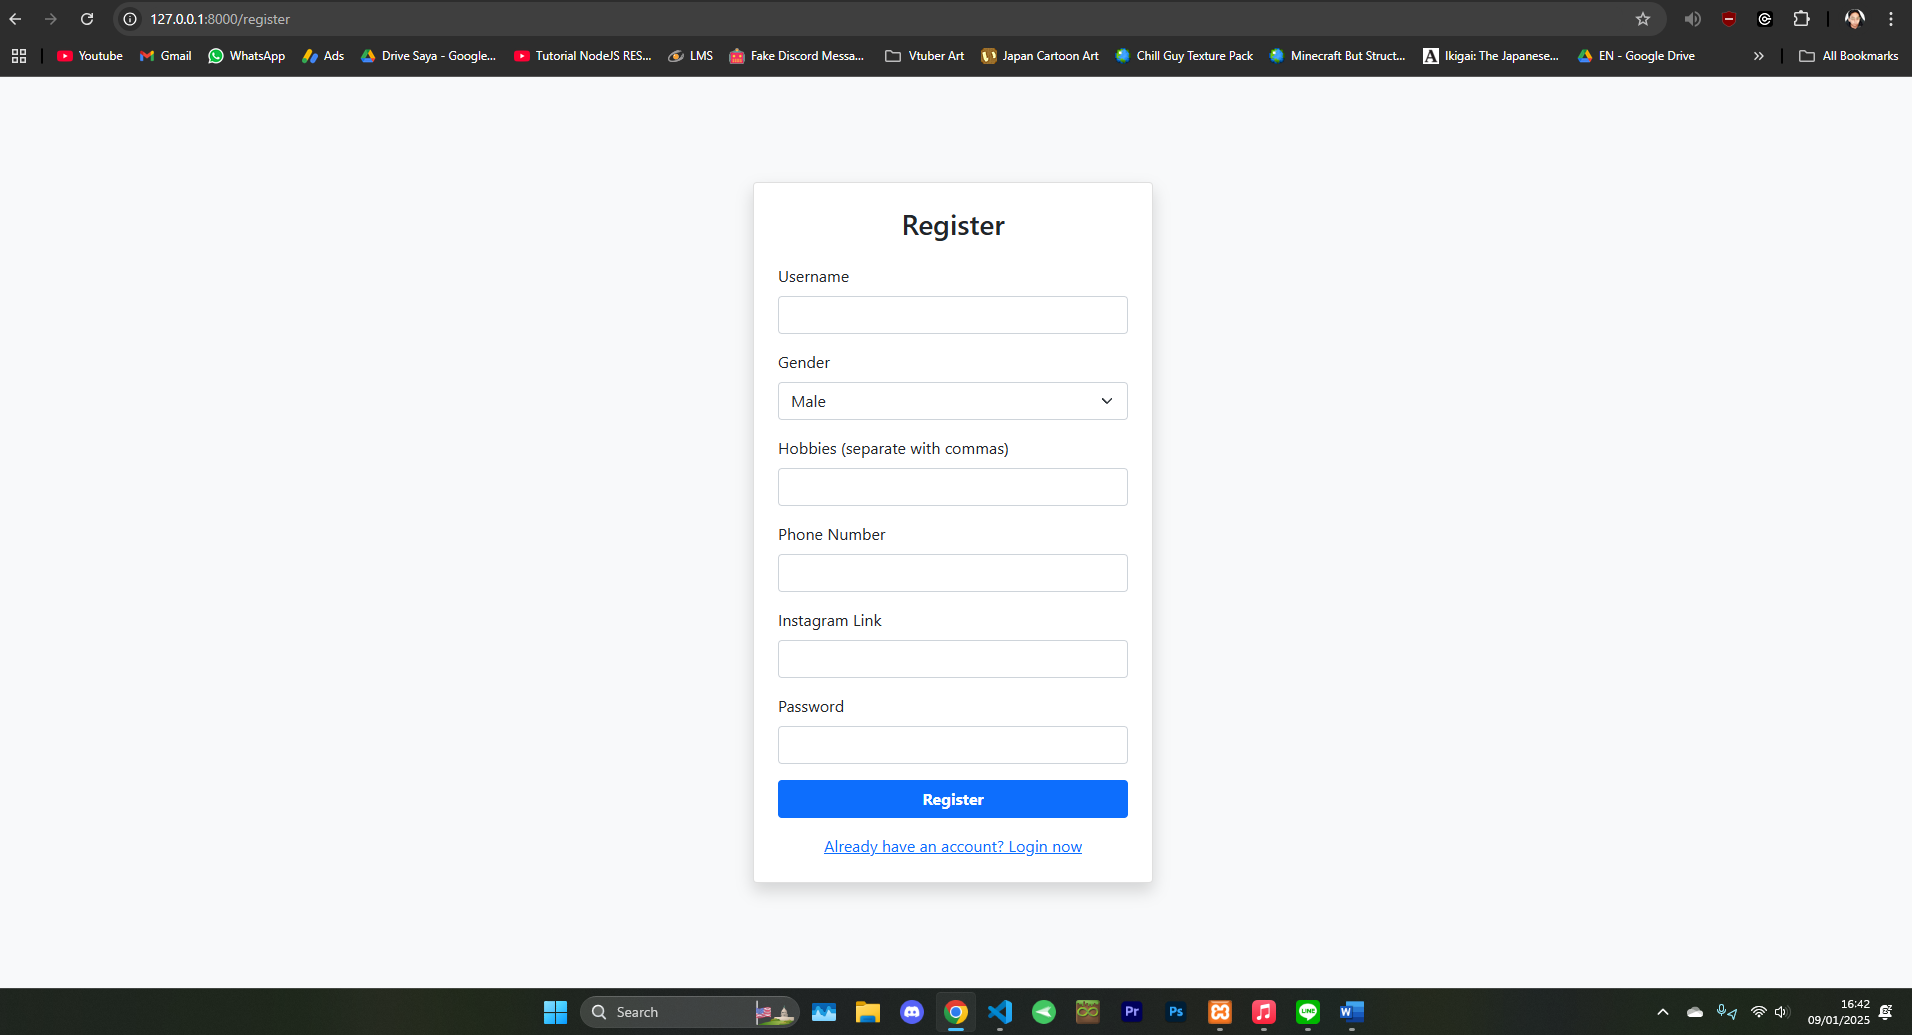 127.0.0.1:8000/register
Youtube Gmail WhatsApp Ads Drive Saya - Google... Tutorial NodeJS RES... LMS Fake Discord Messa... Vtuber Art Japan Cartoon Art Chill Guy Texture Pack Minecraft But Struct... Ikigai: The Japanese... EN - Google Drive » All Bookmarks
Register
Username
Gender
Male
Hobbies (separate with commas)
Phone Number
Instagram Link
Password
Register
Already have an account? Login now
Search Pr Ps LINE W
16:42
09/01/2025